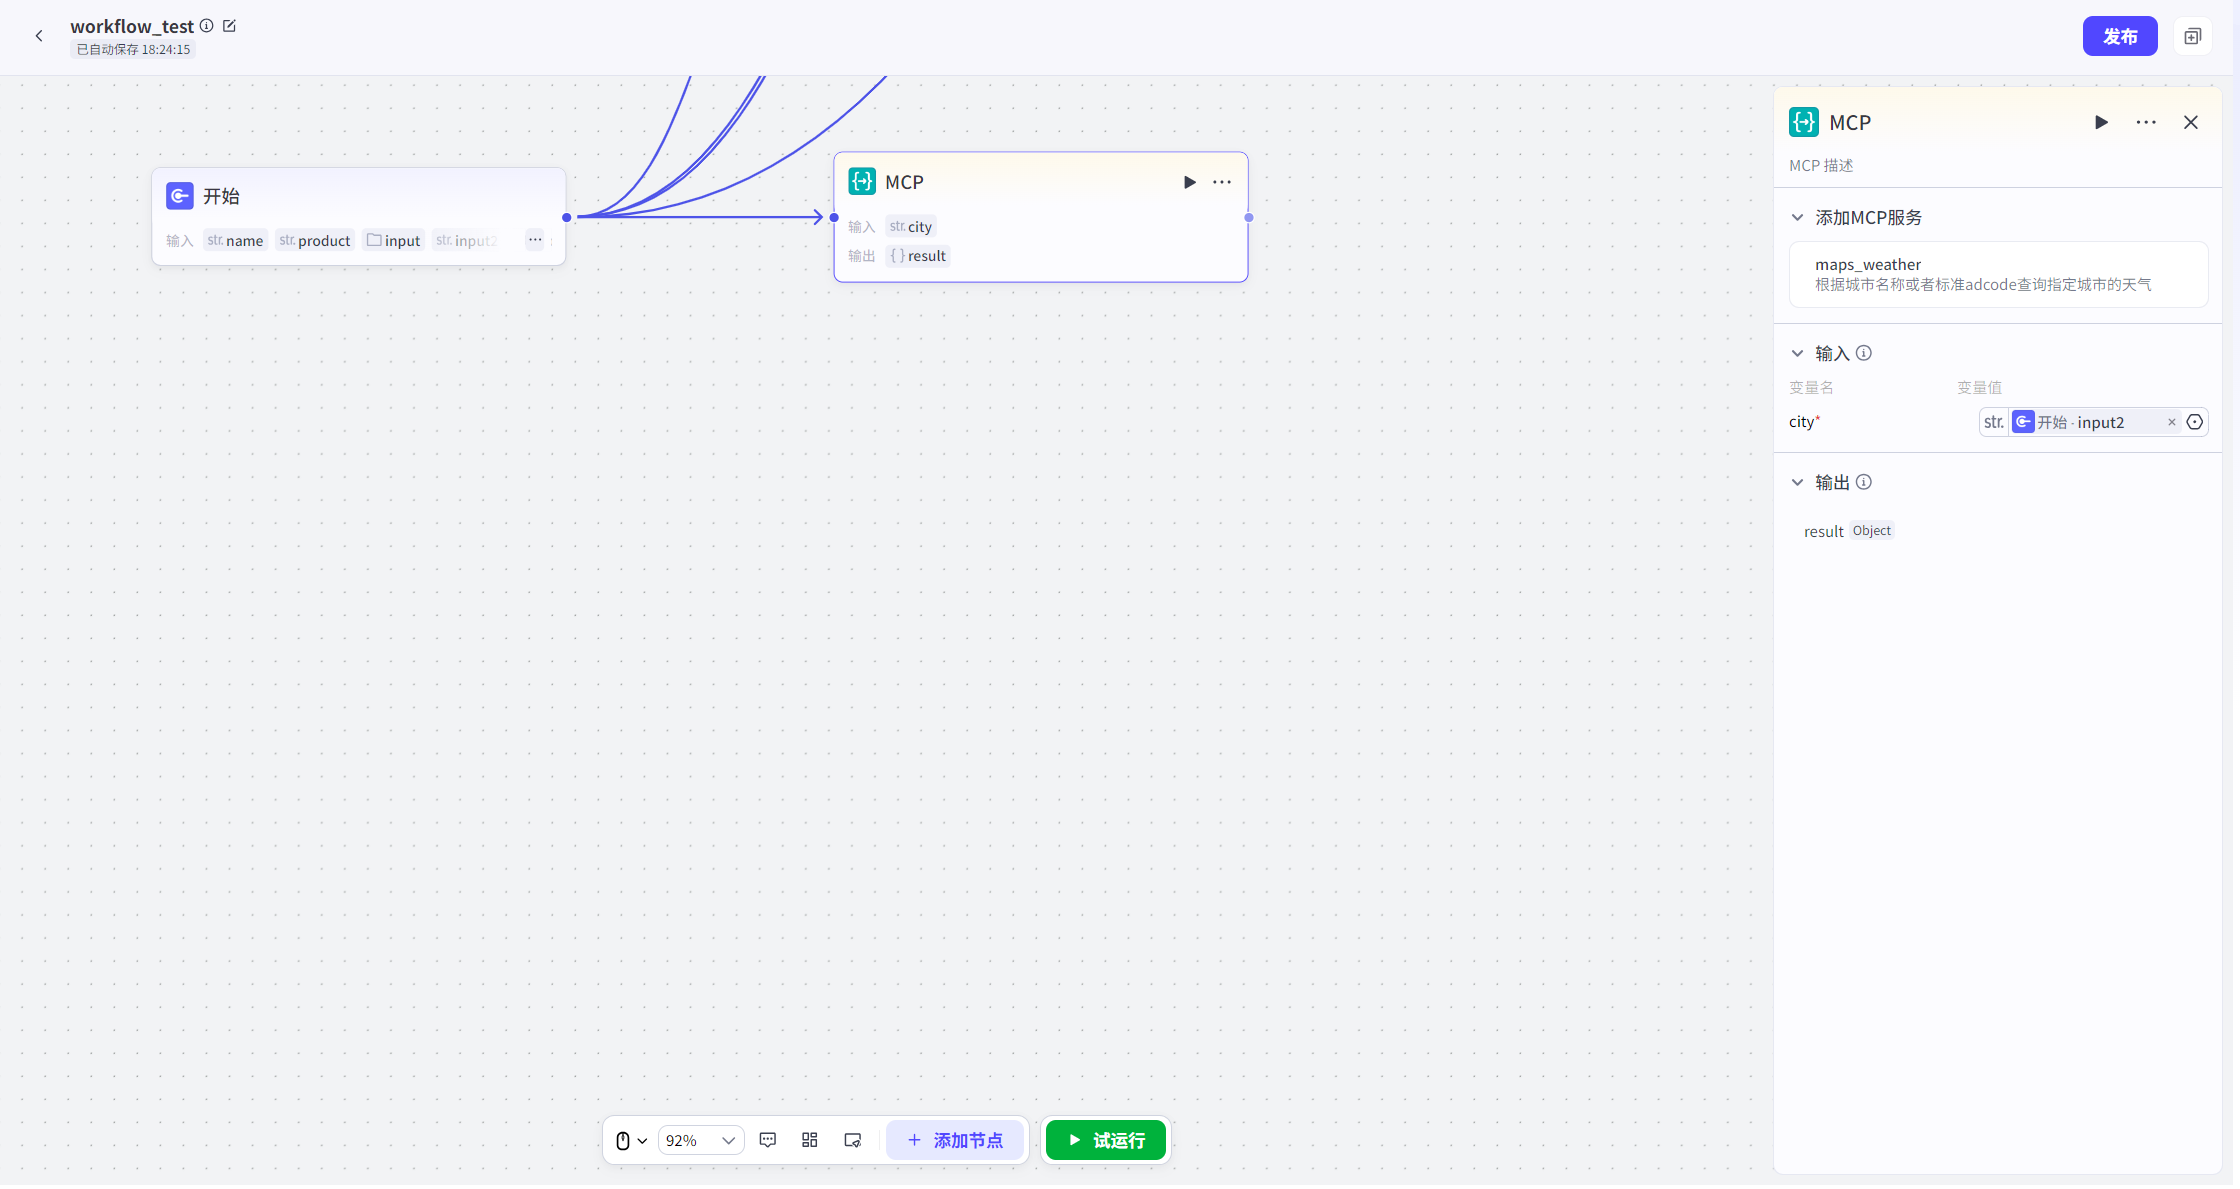 workflow_test
已自动保存 18:24:15
发布
开始
输入 str. name str. product input str. input2 ...
MCP
输入 str. city
输出 { } result
MCP
MCP 描述
添加MCP服务
maps_weather
根据城市名称或者标准adcode查询指定城市的天气
输入
变量名 变量值
city* str. 开始 · input2 ×
输出
result Object
92%
+ 添加节点
试运行